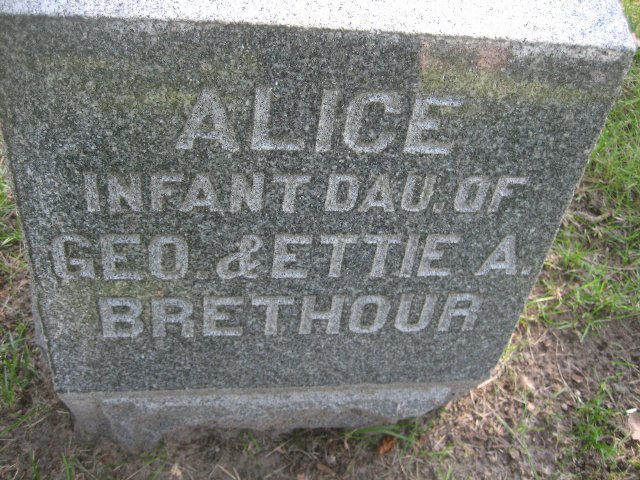 ALICE
INFANT DAU. OF
GEO. & ETTIE A.
BRETHOUR